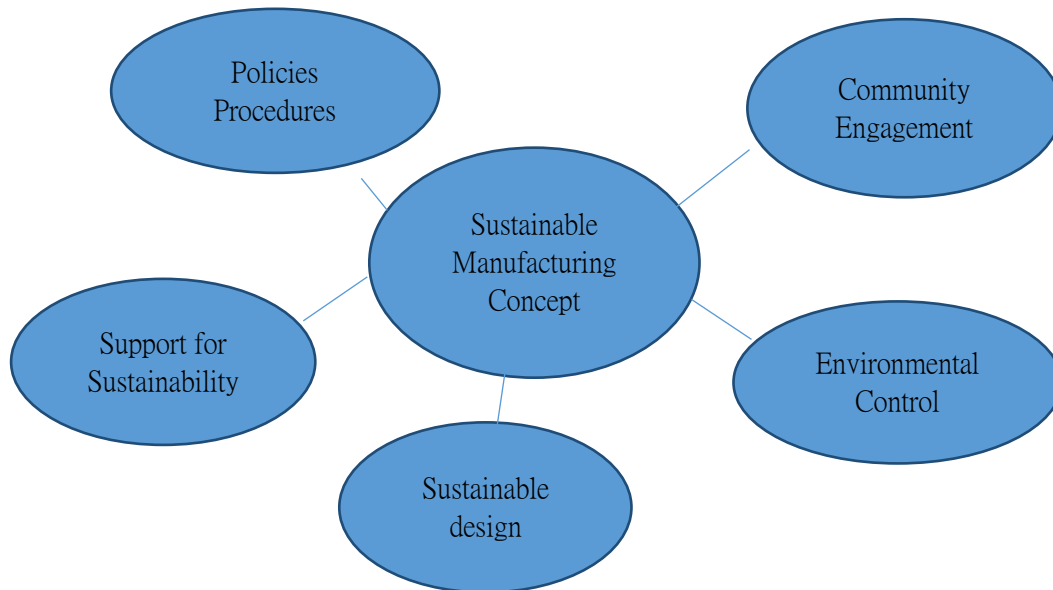 Policies
Procedures
Community
Engagement
Sustainable
Manufacturing
Concept
Support for
Sustainability
Environmental
Control
Sustainable
design